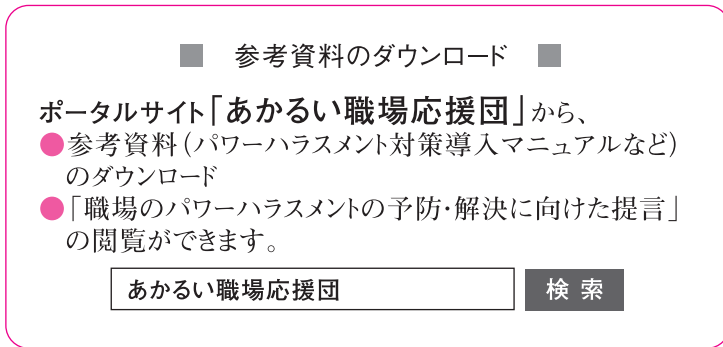 ■ 参考資料のダウンロード ■
ポータルサイト「あかるい職場応援団」から、
●参考資料（パワーハラスメント対策導入マニュアルなど）
のダウンロード
●「職場のパワーハラスメントの予防・解決に向けた提言」
の閲覧ができます。
あかるい職場応援団 検索